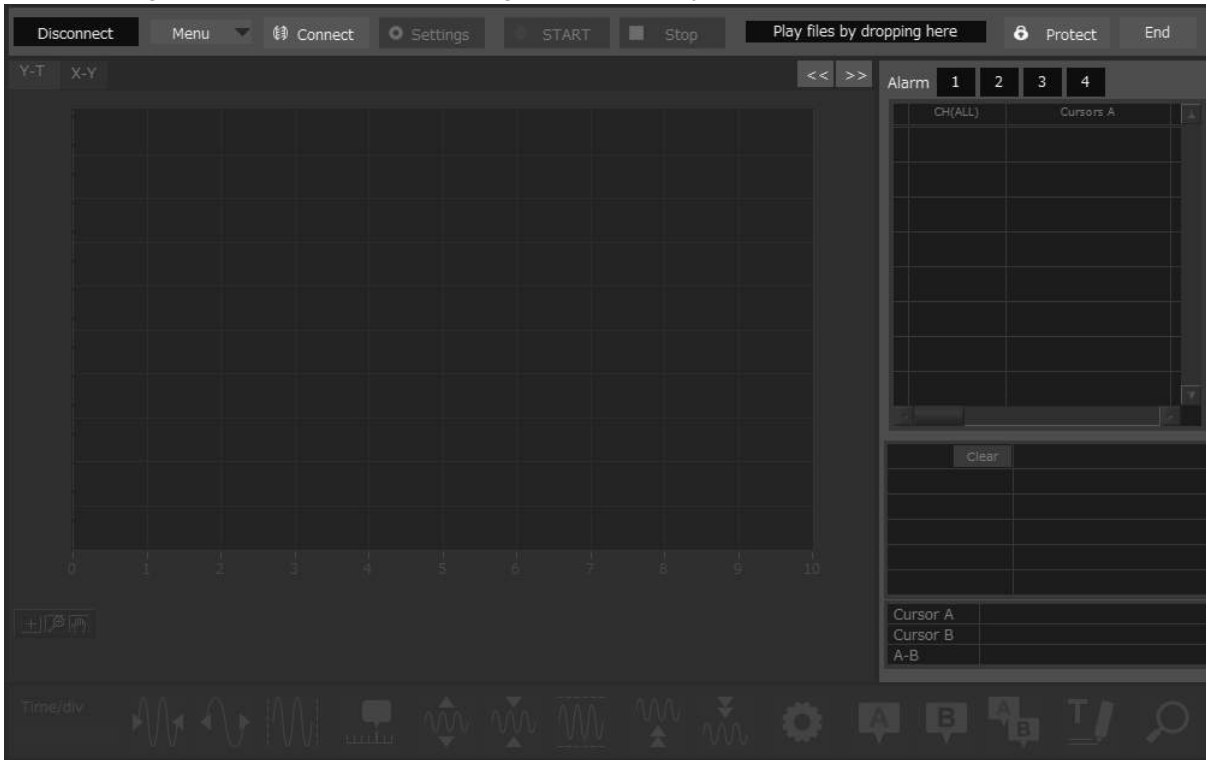 Disconnect Menu Connect Settings START Stop Play files by dropping here Protect End
Y-T X-Y << >>
Alarm 1 2 3 4
CH(ALL) Cursors A
Clear
0 1 2 3 4 5 6 7 8 9 10
Cursor A
Cursor B
A-B
Time/div
A B A B T